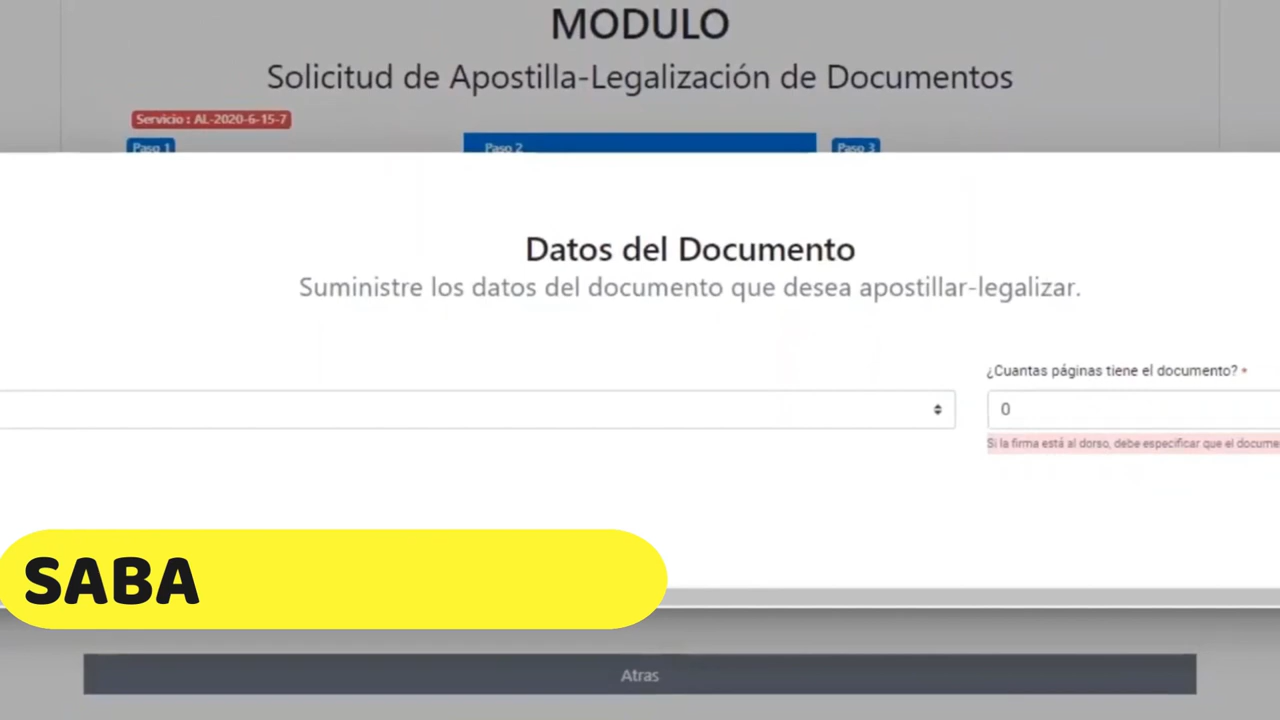 MODULO
Solicitud de Apostilla-Legalización de Documentos
Servicio : AL-2020-6-15-7
Paso 1
Paso 2
Paso 3
Datos del Documento
Suministre los datos del documento que desea apostillar-legalizar.
¿Cuantas páginas tiene el documento? *
0
Si la firma está al dorso, debe especificar que el docume
SABA
Atras